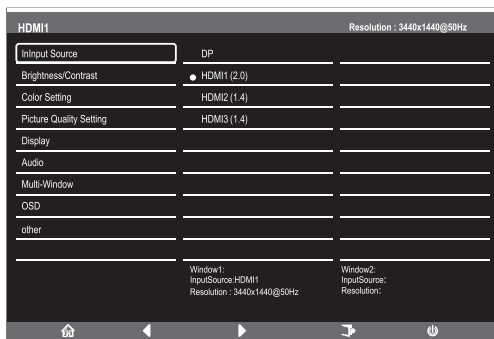 HDMI1 Resolution : 3440x1440@50Hz
InInput Source DP
Brightness/Contrast HDMI1 (2.0)
Color Setting HDMI2 (1.4)
Picture Quality Setting HDMI3 (1.4)
Display
Audio
Multi-Window
OSD
other
Window1: Window2:
InputSource:HDMI1 InputSource:
Resolution : 3440x1440@50Hz Resolution: